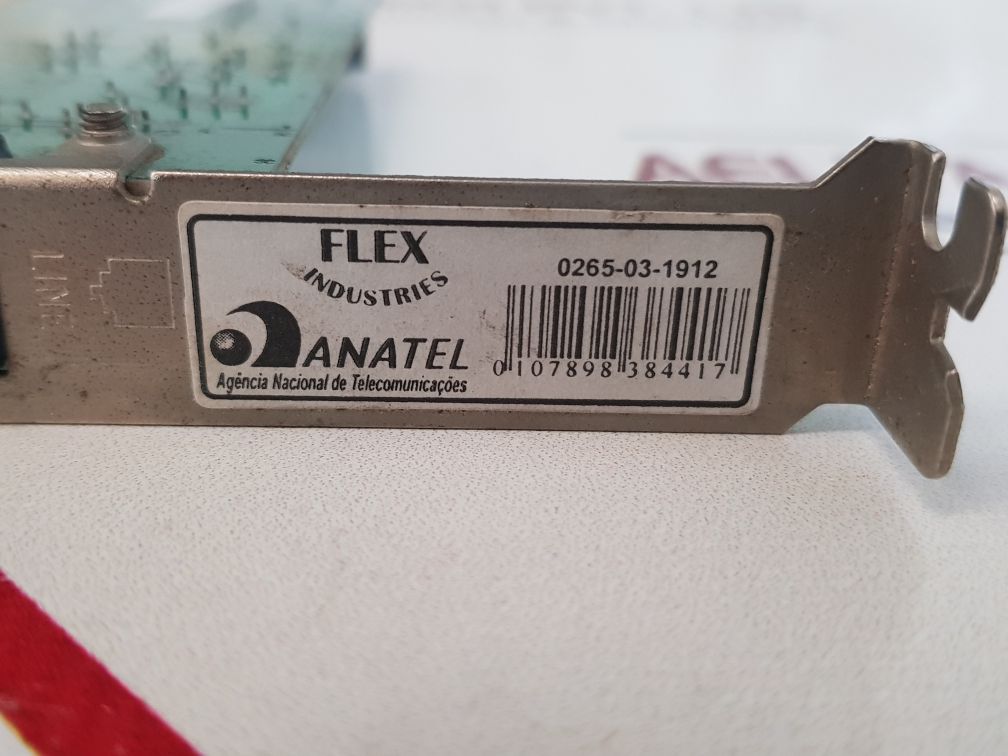 LINE
FLEX
INDUSTRIES
ANATEL
Agência Nacional de Telecomunicações
0265-03-1912
0 107898 384417